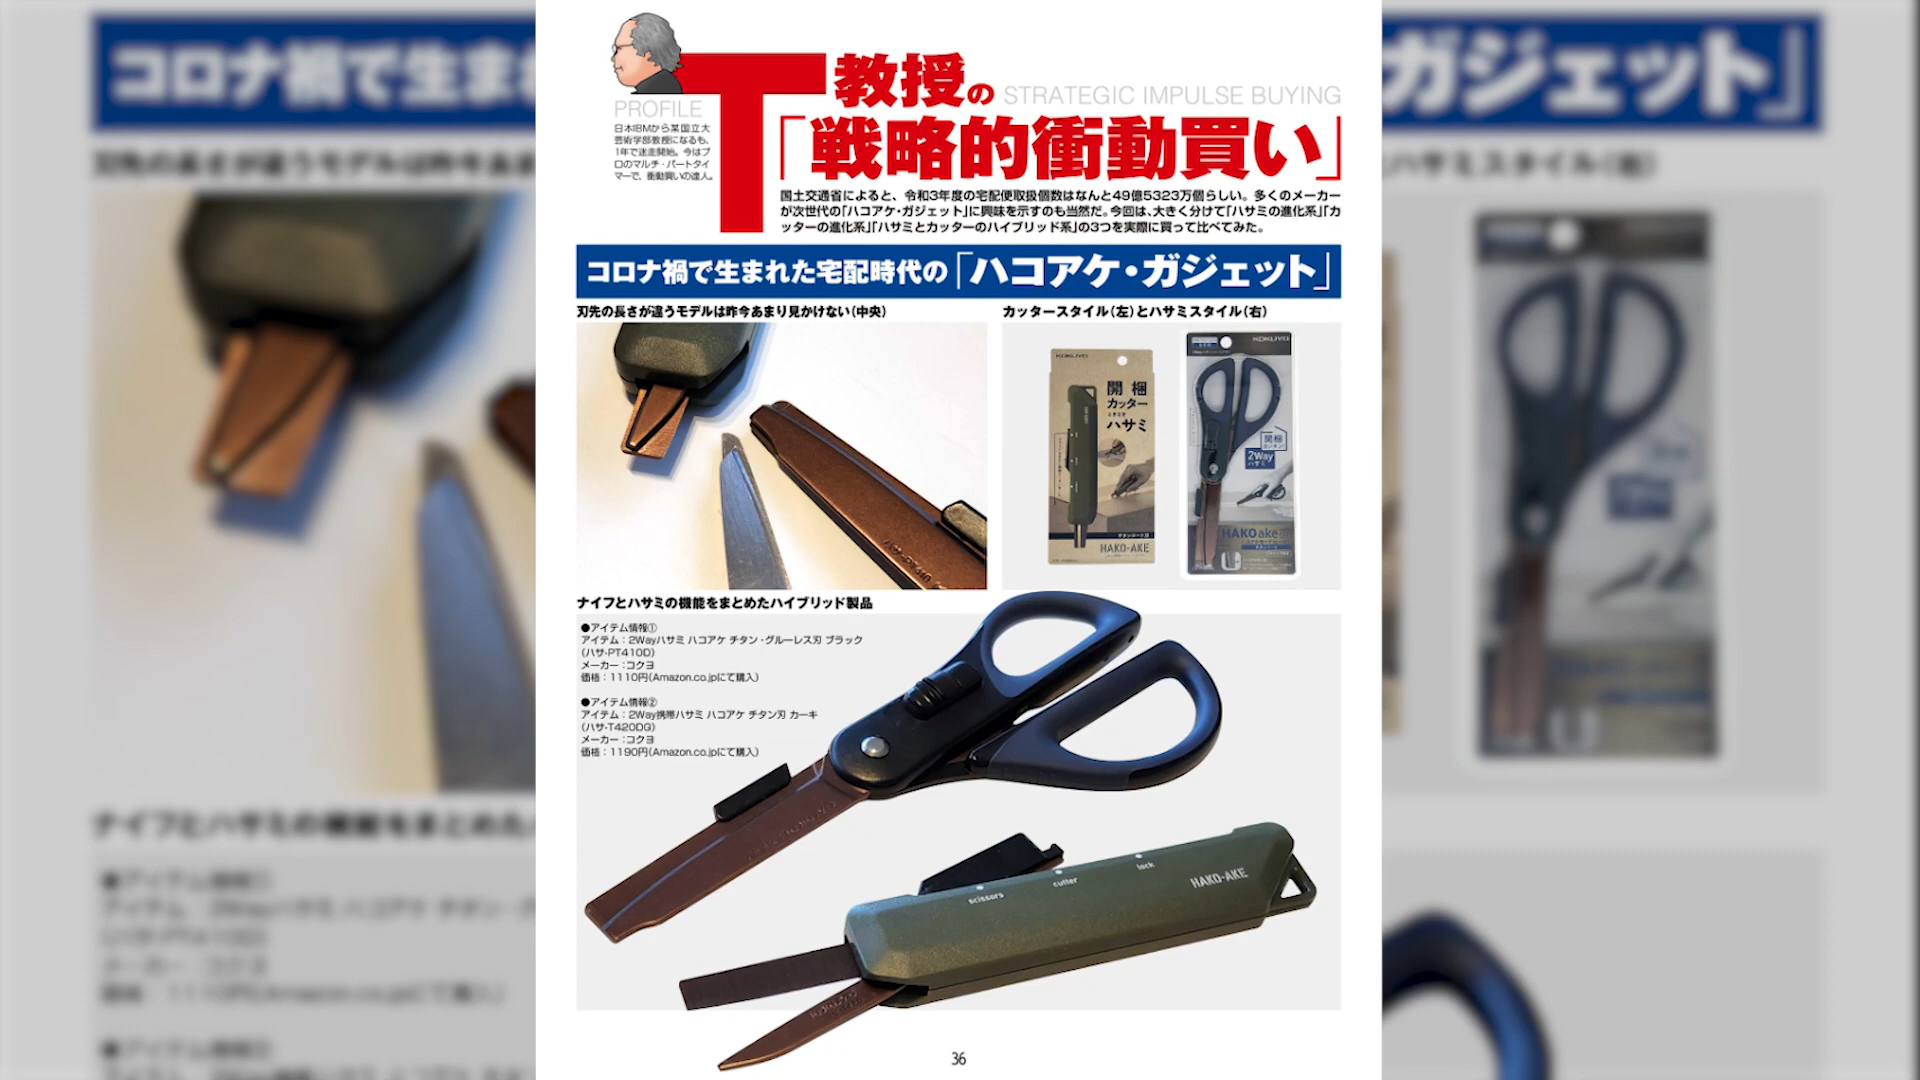 T教授の STRATEGIC IMPULSE BUYING
「戦略的衝動買い」
PROFILE
日本IBMから某国立大
芸術学部教授になるも、
1年で迷走開始。今はプ
ロのマルチ・パートタイ
マーで、衝動買いの達人。
国土交通省によると、令和3年度の宅配便取扱個数はなんと49億5323万個らしい。多くのメーカー
が次世代の「ハコアケ・ガジェット」に興味を示すのも当然だ。今回は、大きく分けて「ハサミの進化系」「カ
ッターの進化系」「ハサミとカッターのハイブリッド系」の3つを実際に買って比べてみた。
コロナ禍で生まれた宅配時代の「ハコアケ・ガジェット」
刃先の長さが違うモデルは昨今あまり見かけない(中央)
カッタースタイル(左)とハサミスタイル(右)
KOKUYO
開梱
カッター
ときどき
ハサミ
チタンコート刃
HAKO-AKE
KOKUYO
開梱
2Way
ハサミ
HAKOake
ナイフとハサミの機能をまとめたハイブリッド製品
●アイテム情報①
アイテム：2Wayハサミ ハコアケ チタン・グルーレス刃 ブラック
(ハサ-PT410D)
メーカー：コクヨ
価格：1110円(Amazon.co.jpにて購入)
●アイテム情報②
アイテム：2Way携帯ハサミ ハコアケ チタン刃 カーキ
(ハサ-T420DG)
メーカー：コクヨ
価格：1190円(Amazon.co.jpにて購入)
scissors
cutter
lock
HAKO-AKE
36